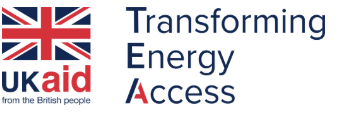 UKaid
from the British people
Transforming
Energy
Access